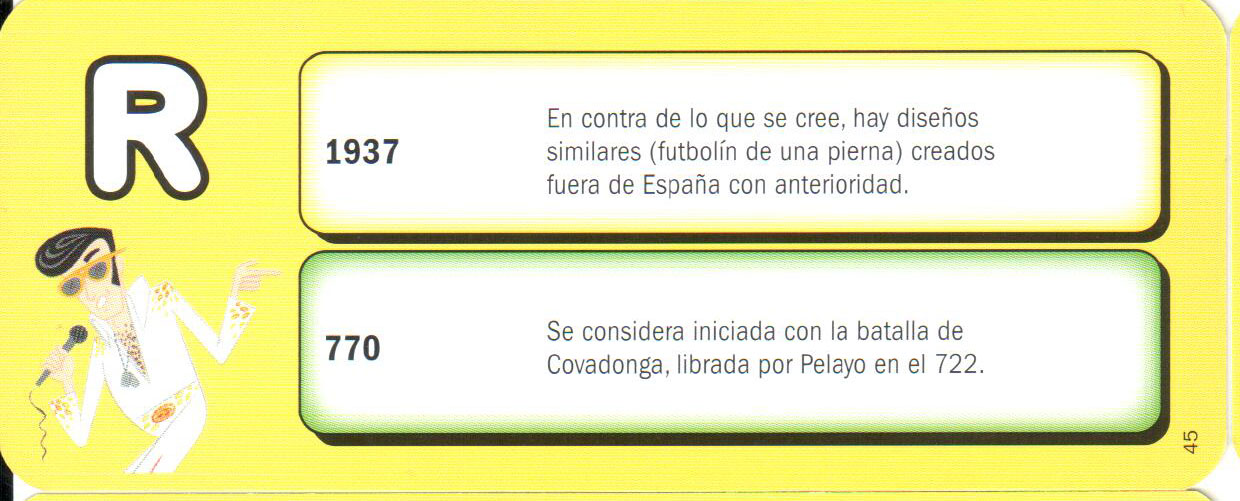 R
1937
En contra de lo que se cree, hay diseños
similares (futbolín de una pierna) creados
fuera de España con anterioridad.
770
Se considera iniciada con la batalla de
Covadonga, librada por Pelayo en el 722.
45